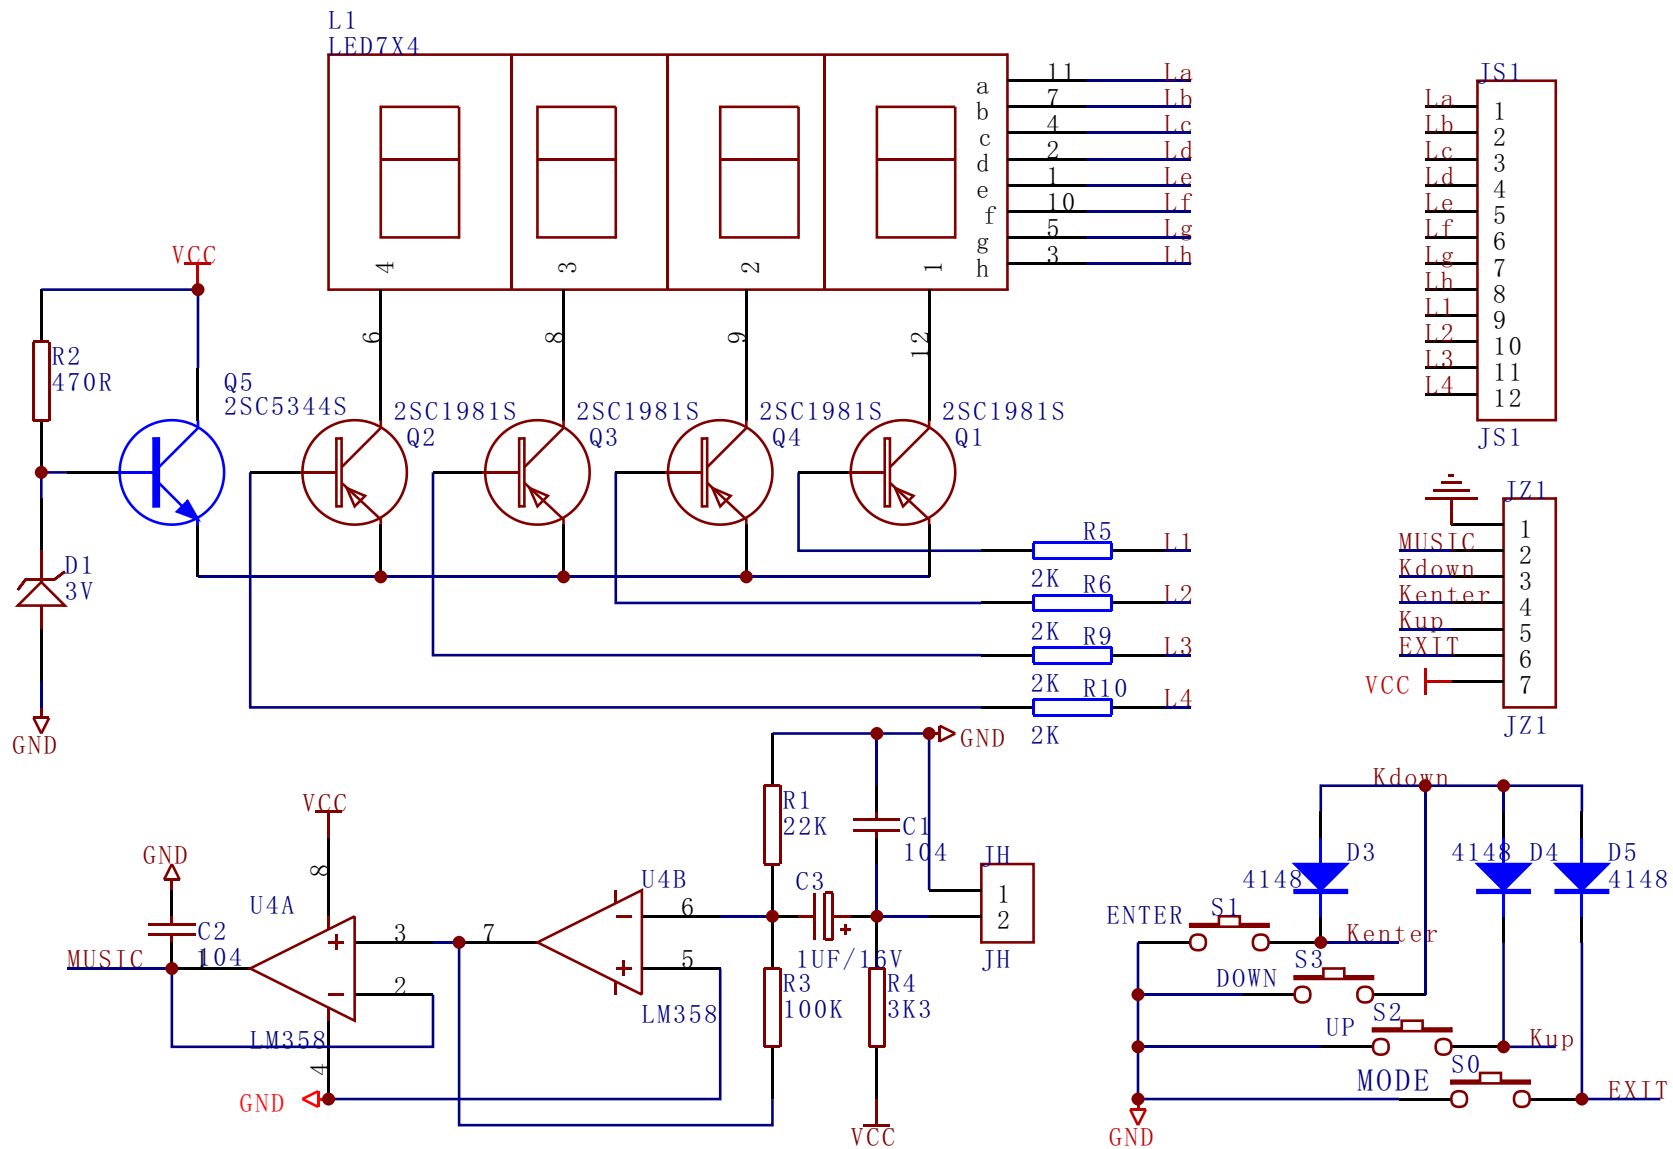 L1
LED7X4
a 11 La
b 7 Lb
c 4 Lc
d 2 Ld
e 1 Le
f 10 Lf
g 5 Lg
h 3 Lh
4 3 2 1
6 8 9 12
JS1
La 1
Lb 2
Lc 3
Ld 4
Le 5
Lf 6
Lg 7
Lh 8
L1 9
L2 10
L3 11
L4 12
JS1
VCC
R2
470R
Q5
2SC5344S
2SC1981S
Q2
2SC1981S
Q3
2SC1981S
Q4
2SC1981S
Q1
D1
3V
GND
R5 L1
2K
R6 L2
2K
R9 L3
2K
R10 L4
2K
JZ1
1
MUSIC 2
Kdown 3
Kenter 4
Kup 5
EXIT 6
VCC 7
JZ1
GND
VCC
8
GND
U4A
C2
104
MUSIC
1
3
2
LM358
4
GND
7
U4B
6
5
LM358
R1
22K
C1
104
C3
1UF/16V
R3
100K
R4
3K3
VCC
JH
1
2
JH
Kdown
D3
4148
4148 D4
D5
4148
ENTER S1
Kenter
DOWN S3
UP S2
Kup
MODE S0
EXIT
GND